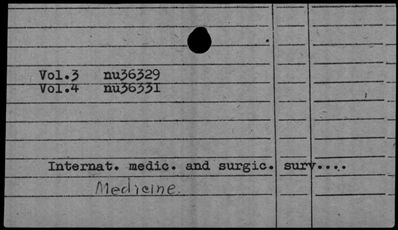 Vol.3 nu36329
Vol.4 nu36331
Internat. medic. and surgic. surv....
Medicine.